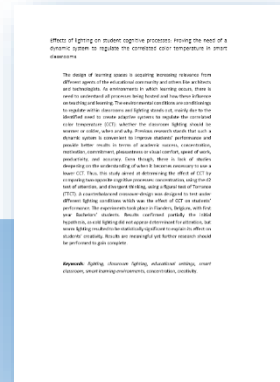 Effects of lighting on student cognitive processes: Proving the need of a
dynamic system to regulate the correlated color temperature in smart
classrooms
The design of learning spaces is acquiring increasing relevance from
different agents of the educational community and others like architects
and technologists. As environments in which learning occurs, there is
need to understand all processes being hosted and how these influence
on teaching and learning. The environmental conditions are conditionings
to regulate within classrooms and lighting stands out, mainly due to the
identified need to create adaptive systems to regulate the correlated
color temperature (CCT): whether the classroom lighting should be
warmer or colder, when and why. Previous research stands that such a
dynamic system is convenient to improve students' performance and
provide better results in terms of academic success, concentration,
motivation, commitment, pleasantness or visual comfort, speed of work,
productivity, and accuracy. Even though, there is lack of studies
deepening on the understanding of when it becomes necessary to use a
lower CCT. Thus, this study aimed at determining the effect of CCT by
comparing two opposite cognitive processes: concentration, using the d2
test of attention, and divergent thinking, using a figural test of Torrance
(TTCT). A counterbalanced crossover design was designed to test under
different lighting conditions which was the effect of CCT on students'
performance. The experiments took place in Flanders, Belgium, with first
year Bachelors' students. Results confirmed partially the initial
hypothesis, as cold lighting did not appear determinant for attention, but
warm lighting resulted to be statistically significant to explain its effect on
students' creativity. Results are meaningful yet further research should
be performed to gain complete
Keywords: lighting, classroom lighting, educational settings, smart
classroom, smart learning environments, concentration, creativity.